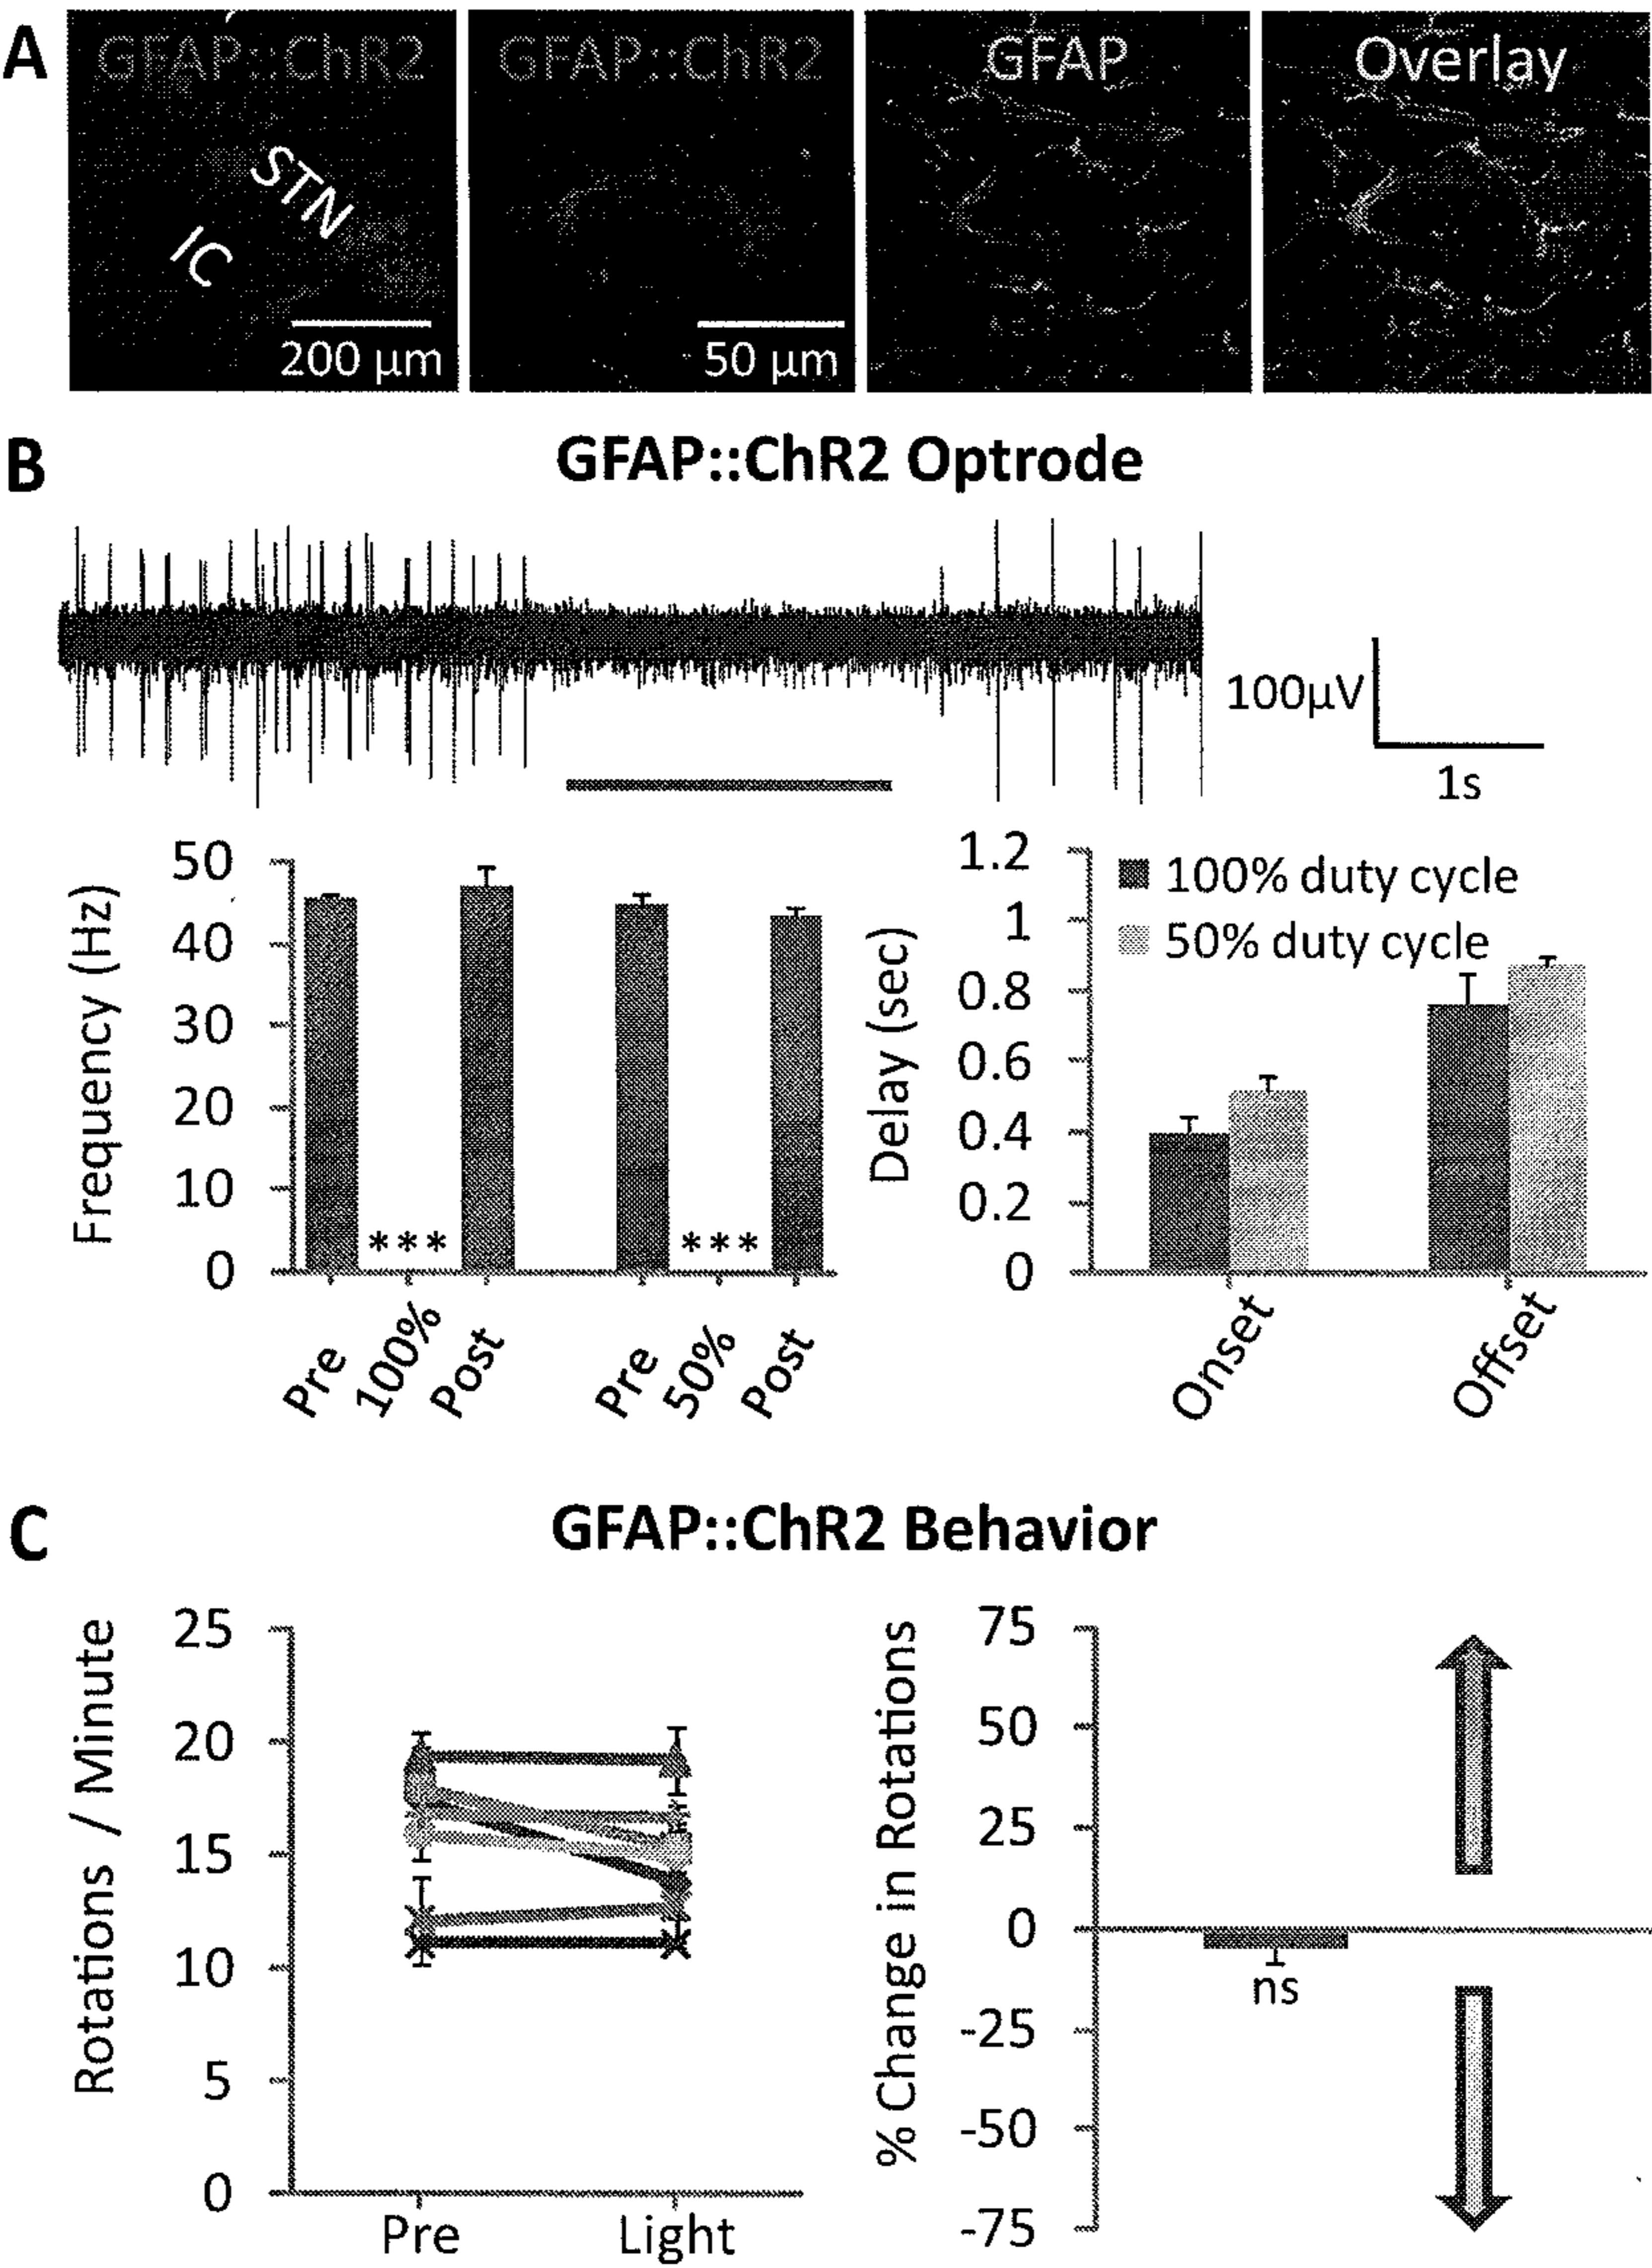 A
GFAP::ChR2
GFAP::ChR2
GFAP
Overlay
STN
IC
200 µm
50 µm
B
GFAP::ChR2 Optrode
100µV
1s
Frequency (Hz)
50
40
30
20
10
0
***
***
Pre
100%
Post
Pre
50%
Post
Delay (sec)
1.2
1
0.8
0.6
0.4
0.2
0
100% duty cycle
50% duty cycle
Onset
Offset
C
GFAP::ChR2 Behavior
Rotations / Minute
25
20
15
10
5
0
Pre
Light
% Change in Rotations
75
50
25
0
-25
-50
-75
ns